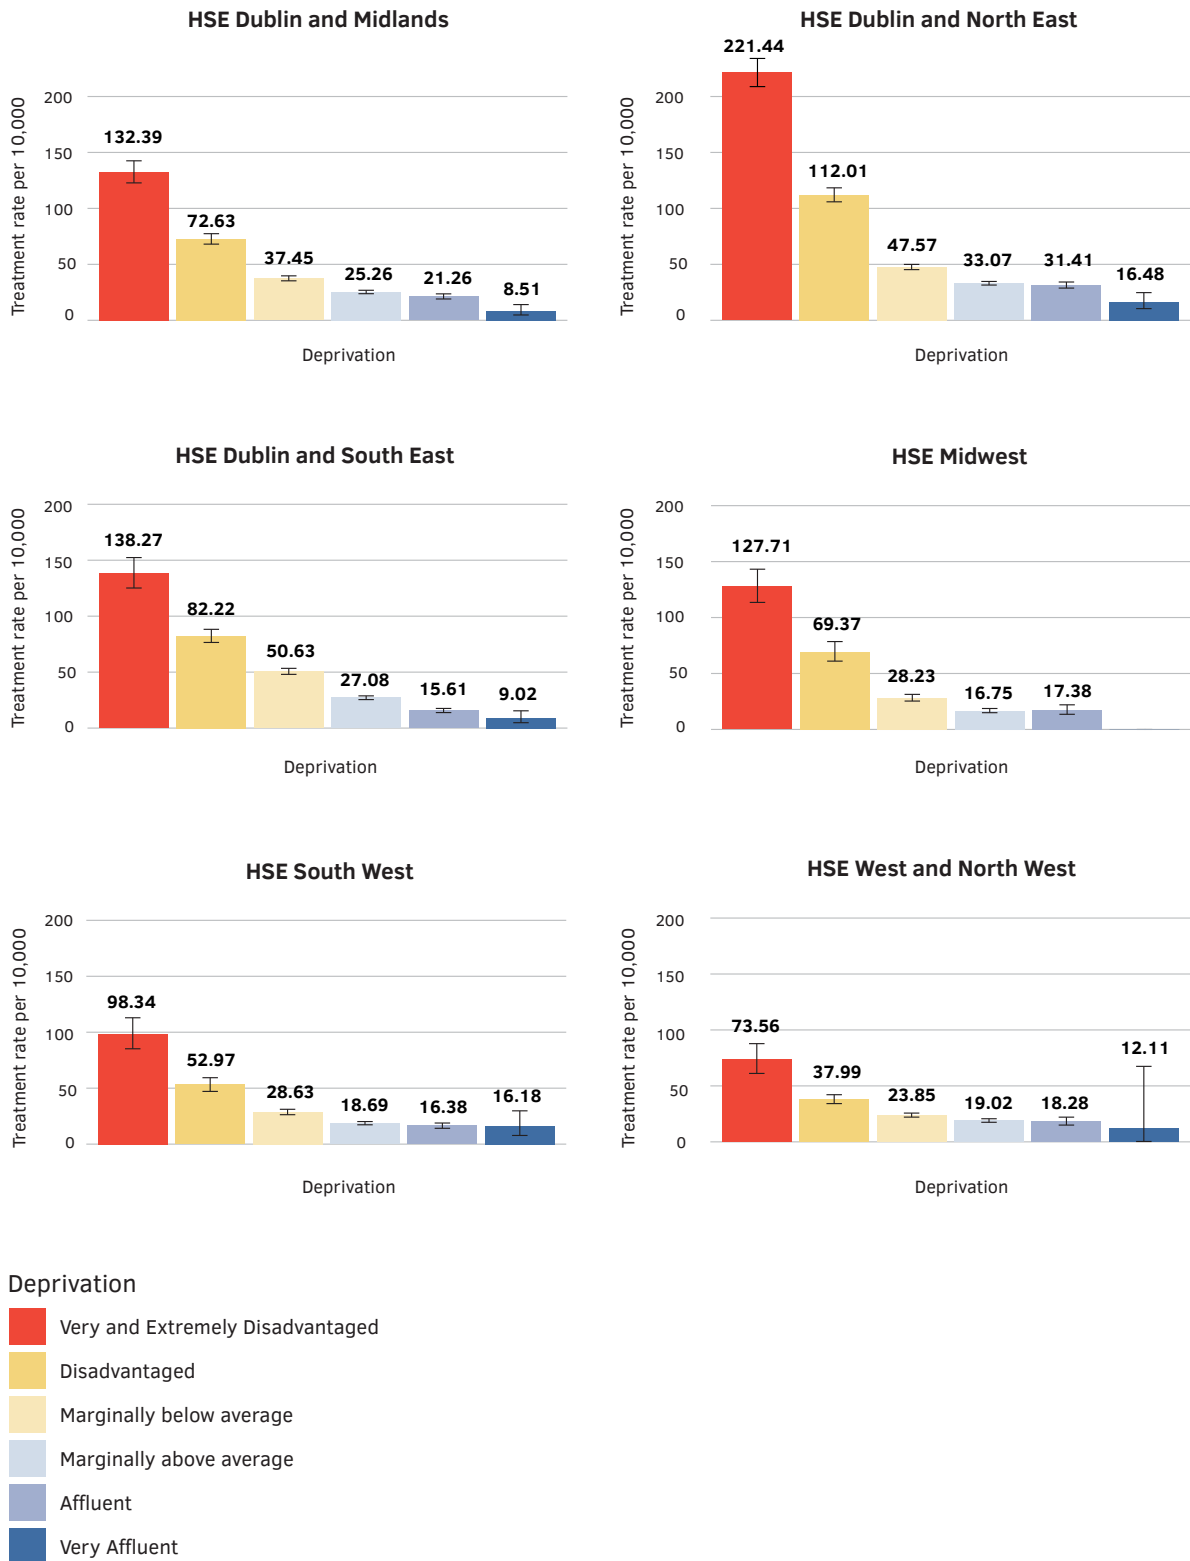 HSE Dublin and Midlands
Treatment rate per 10,000
200
150
100
50
0
132.39
72.63
37.45
25.26
21.26
8.51
Deprivation
HSE Dublin and North East
Treatment rate per 10,000
200
150
100
50
0
221.44
112.01
47.57
33.07
31.41
16.48
Deprivation
HSE Dublin and South East
Treatment rate per 10,000
200
150
100
50
0
138.27
82.22
50.63
27.08
15.61
9.02
Deprivation
HSE Midwest
Treatment rate per 10,000
200
150
100
50
0
127.71
69.37
28.23
16.75
17.38
Deprivation
HSE South West
Treatment rate per 10,000
200
150
100
50
0
98.34
52.97
28.63
18.69
16.38
16.18
Deprivation
HSE West and North West
Treatment rate per 10,000
200
150
100
50
0
73.56
37.99
23.85
19.02
18.28
12.11
Deprivation
Deprivation
Very and Extremely Disadvantaged
Disadvantaged
Marginally below average
Marginally above average
Affluent
Very Affluent